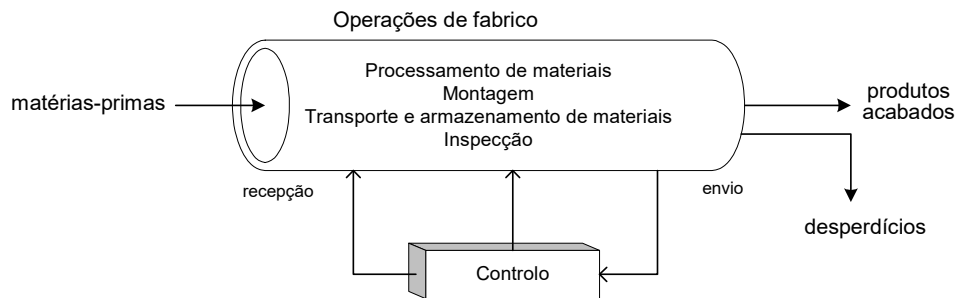 Operações de fabrico
Processamento de materiais
Montagem
matérias-primas
Transporte e armazenamento de materiais
Inspecção
produtos
acabados
recepção
envio
desperdícios
Controlo